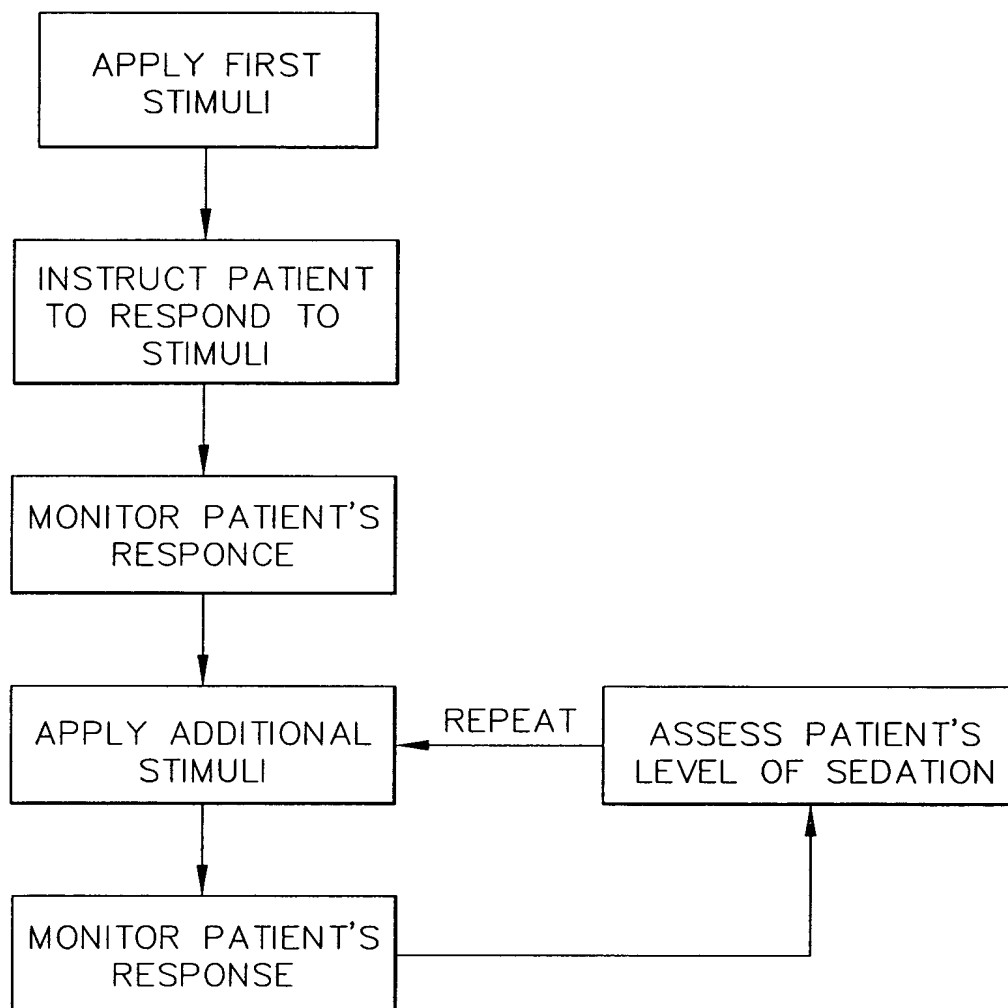 APPLY FIRST
STIMULI
INSTRUCT PATIENT
TO RESPOND TO
STIMULI
MONITOR PATIENT'S
RESPONCE
APPLY ADDITIONAL
STIMULI
REPEAT
ASSESS PATIENT'S
LEVEL OF SEDATION
MONITOR PATIENT'S
RESPONSE